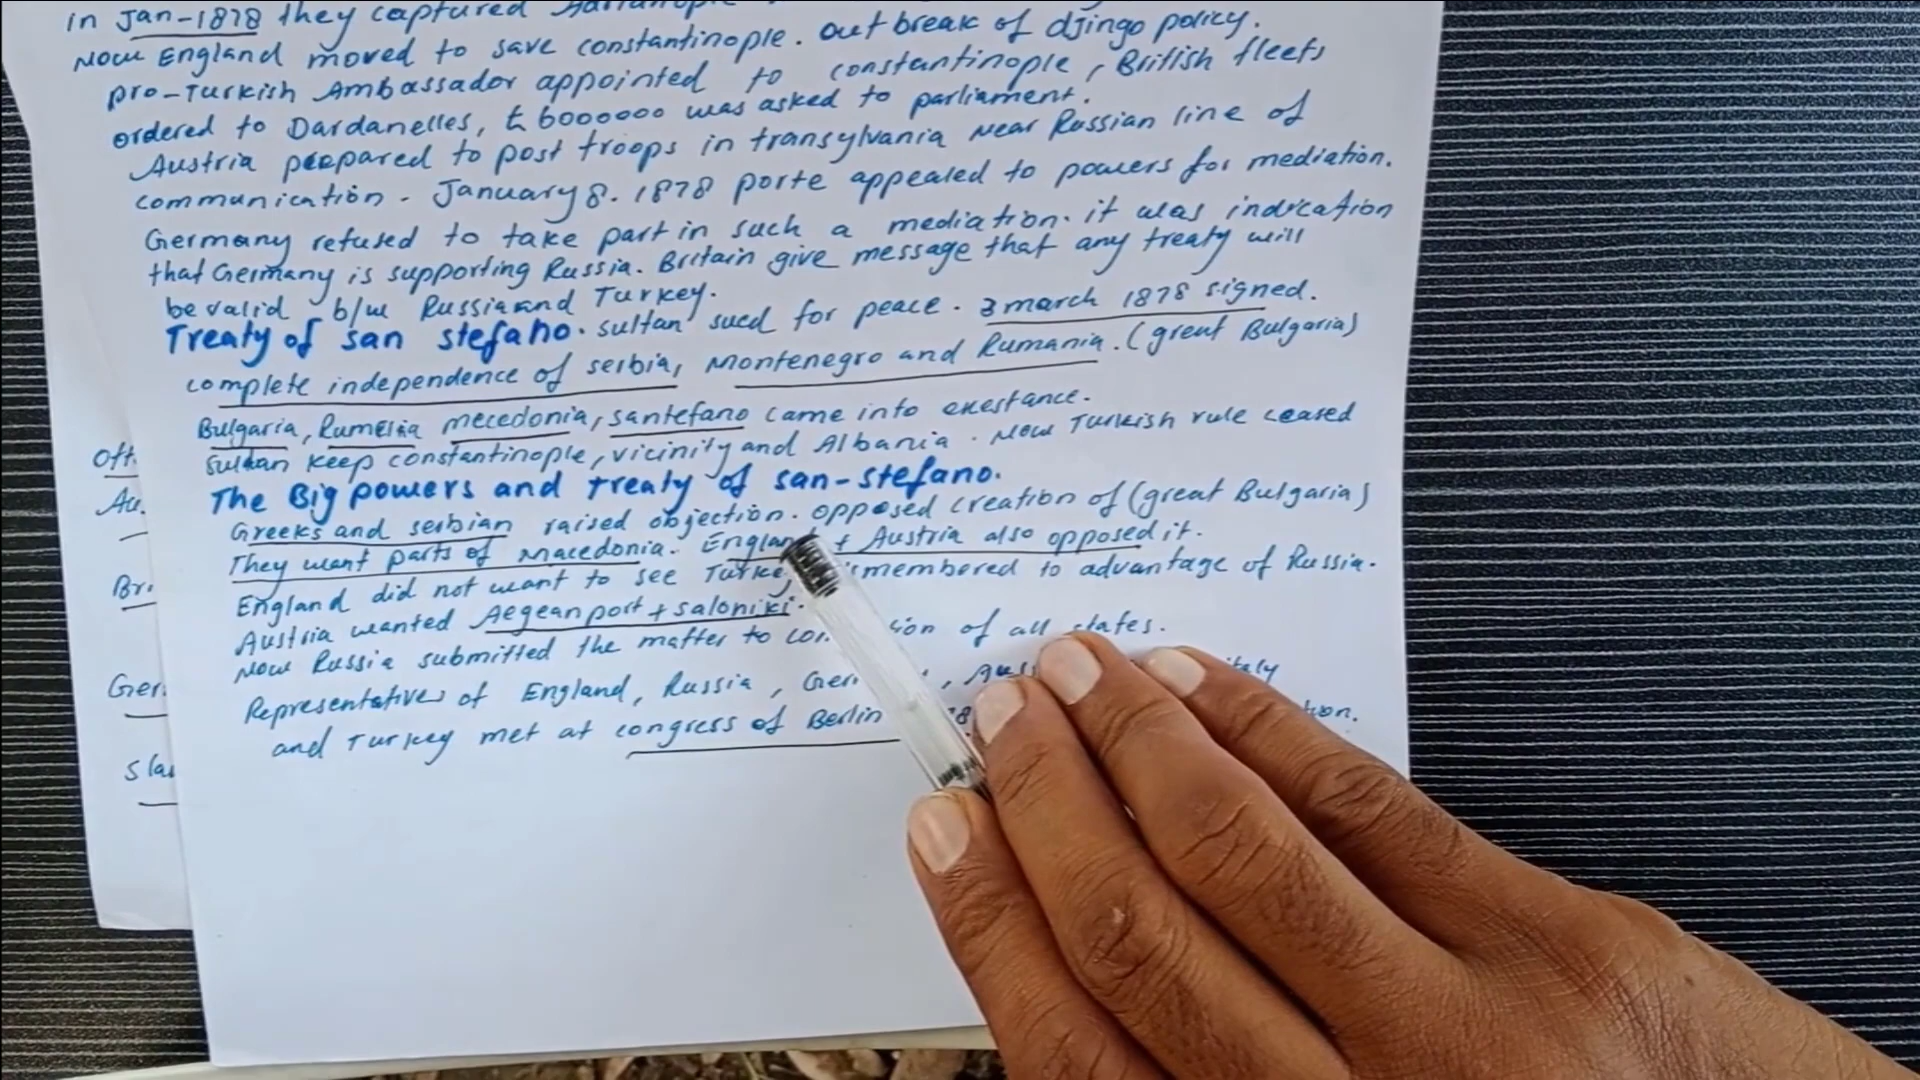 in Jan-1878 they captured
Now England moved to save constantinople. out break of djingo policy.
pro-Turkish Ambassador appointed to constantinople, British fleets
ordered to Dardanelles, £ 6000000 was asked to parliament.
Austria prepared to post troops in transylvania near Russian line of
communication. January 8. 1878 porte appealed to powers for mediation.
Germany refused to take part in such a mediation. it was indication
that Germany is supporting Russia. Britain give message that any treaty will
be valid b/w Russia and Turkey.
Treaty of san stefano. sultan sued for peace. 3 march 1878 signed.
complete independence of serbia, Montenegro and Rumania. (great Bulgaria)
Bulgaria, Rumelia mecedonia, santefano came into exestance.
Sultan keep constantinople, vicinity and Albania. Now Turkish rule ceased
The Big powers and treaty of san-stefano.
Greeks and serbian raised objection. opposed creation of (great Bulgaria)
They want parts of macedonia. England + Austria also opposed it.
England did not want to see Turkey membered to advantage of Russia.
Austria wanted Aegean port + saloniki.
Now Russia submitted the matter to of all states.
Representatives of England, Russia, italy
and Turkey met at congress of Berlin
Off
Au.
Bri
Ger
Sla